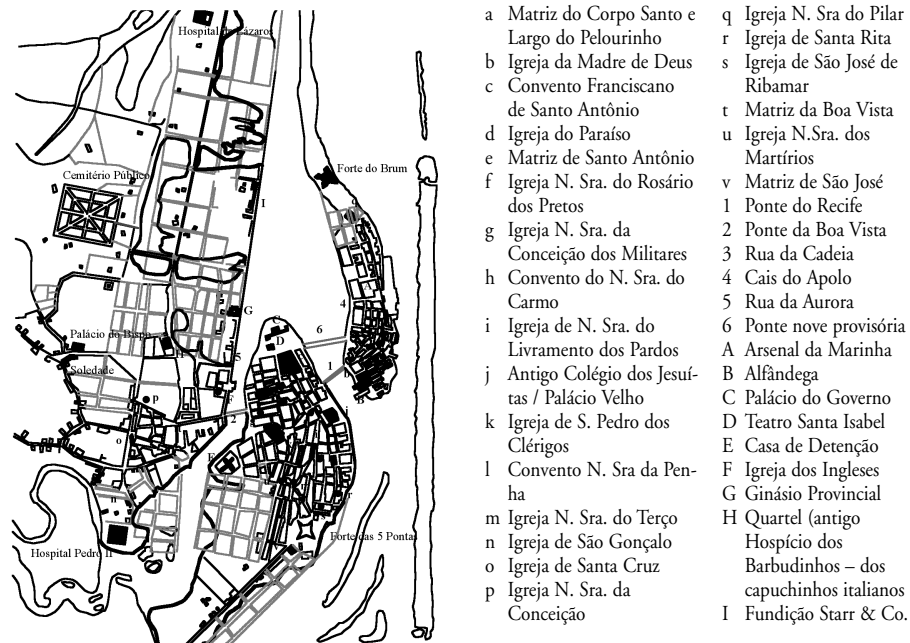 Hospital de Lázaros
Forte do Brum
Cemitério Público
I
A
4
G
C
6
D
Palácio do Bispo
H
5
1
Soledade
b
B
F
p
j
2
o
E
n
r
Hospital Pedro II
Forte das 5 Pontas
a Matriz do Corpo Santo e
Largo do Pelourinho
b Igreja da Madre de Deus
c Convento Franciscano
de Santo Antônio
d Igreja do Paraíso
e Matriz de Santo Antônio
f Igreja N. Sra. do Rosário
dos Pretos
g Igreja N. Sra. da
Conceição dos Militares
h Convento do N. Sra. do
Carmo
i Igreja de N. Sra. do
Livramento dos Pardos
j Antigo Colégio dos Jesuí-
tas / Palácio Velho
k Igreja de S. Pedro dos
Clérigos
l Convento N. Sra da Pen-
ha
m Igreja N. Sra. do Terço
n Igreja de São Gonçalo
o Igreja de Santa Cruz
p Igreja N. Sra. da
Conceição
q Igreja N. Sra do Pilar
r Igreja de Santa Rita
s Igreja de São José de
Ribamar
t Matriz da Boa Vista
u Igreja N.Sra. dos
Martírios
v Matriz de São José
1 Ponte do Recife
2 Ponte da Boa Vista
3 Rua da Cadeia
4 Cais do Apolo
5 Rua da Aurora
6 Ponte nove provisória
A Arsenal da Marinha
B Alfândega
C Palácio do Governo
D Teatro Santa Isabel
E Casa de Detenção
F Igreja dos Ingleses
G Ginásio Provincial
H Quartel (antigo
Hospício dos
Barbudinhos – dos
capuchinhos italianos
I Fundição Starr & Co.